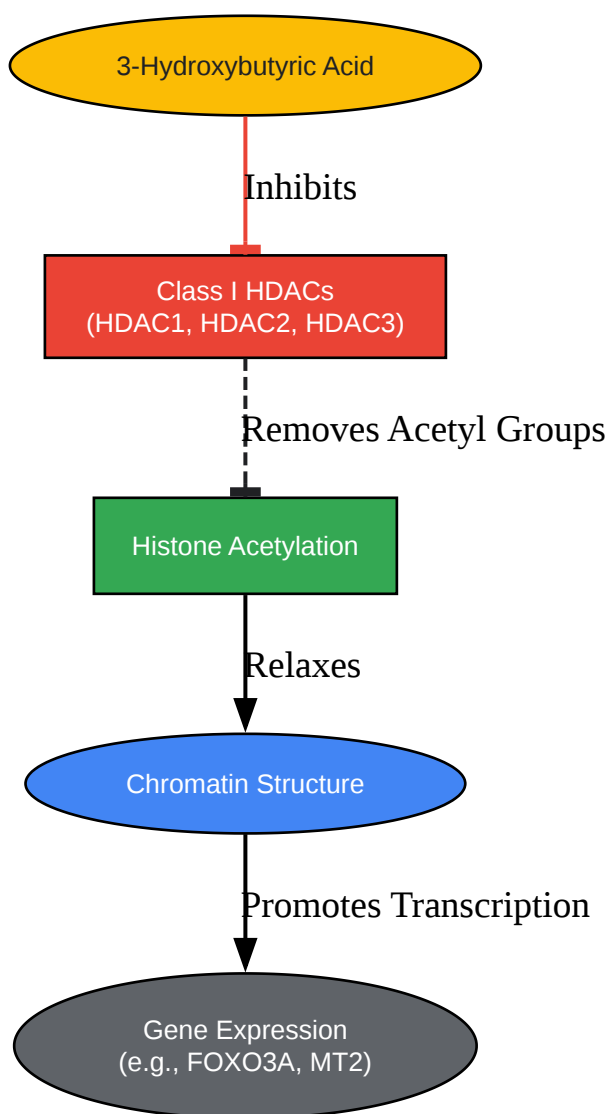 3-Hydroxybutyric Acid
Inhibits
Class I HDACs
(HDAC1, HDAC2, HDAC3)
Removes Acetyl Groups
Histone Acetylation
Relaxes
Chromatin Structure
Promotes Transcription
Gene Expression
(e.g., FOXO3A, MT2)